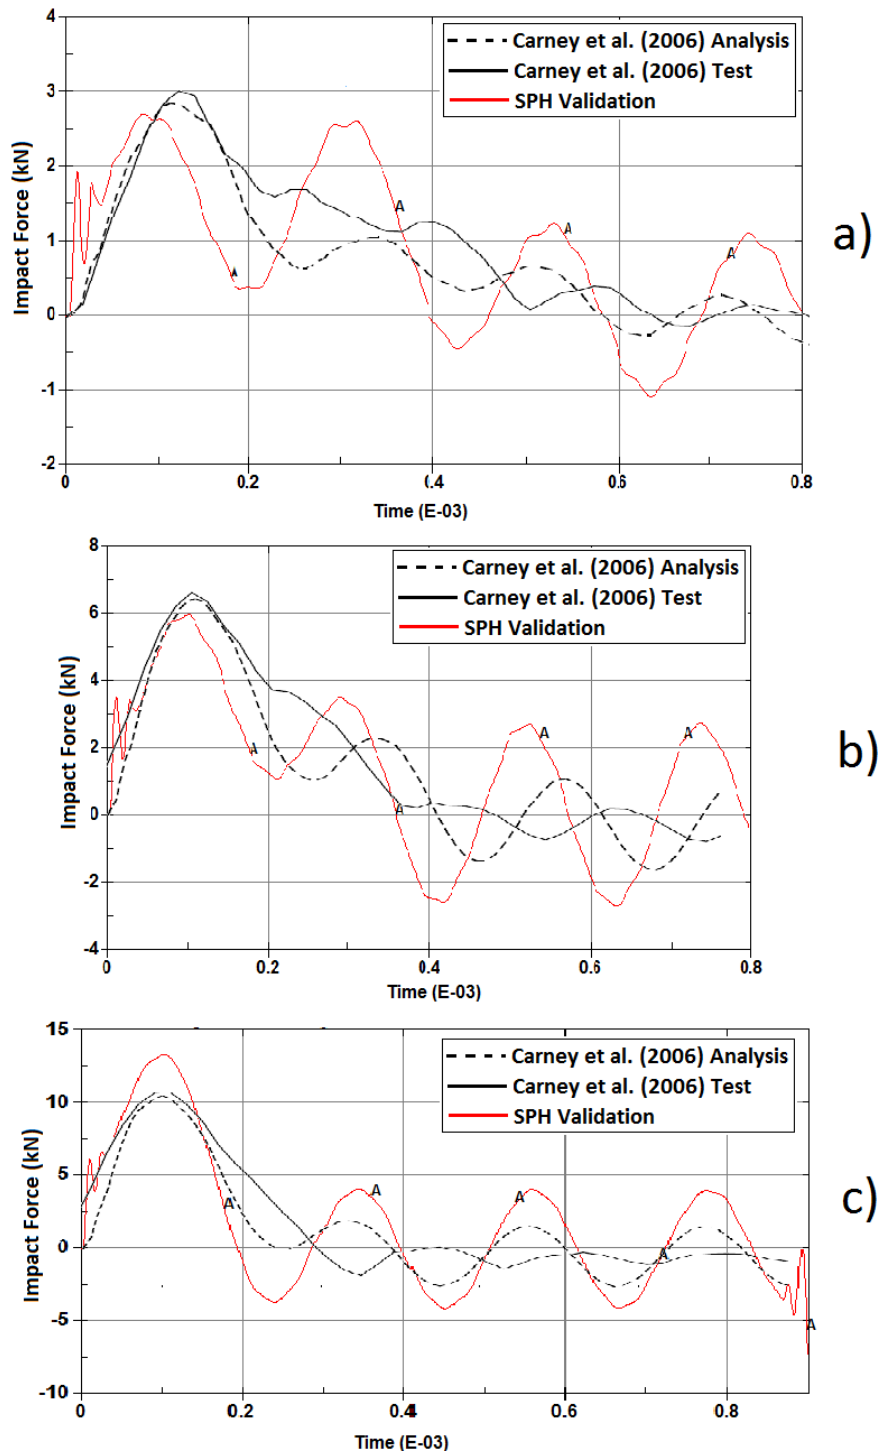 4
3
2
1
0
-1
-2
Impact Force (kN)
Carney et al. (2006) Analysis
Carney et al. (2006) Test
SPH Validation
A
A
A
A
0
0.2
0.4
0.6
0.8
Time (E-03)
a)
8
6
4
2
0
-2
-4
Impact Force (kN)
Carney et al. (2006) Analysis
Carney et al. (2006) Test
SPH Validation
A
A
A
A
0
0.2
0.4
0.6
0.8
Time (E-03)
b)
15
10
5
0
-5
-10
Impact Force (kN)
Carney et al. (2006) Analysis
Carney et al. (2006) Test
SPH Validation
A
A
A
A
A
0
0.2
0.4
0.6
0.8
Time (E-03)
c)